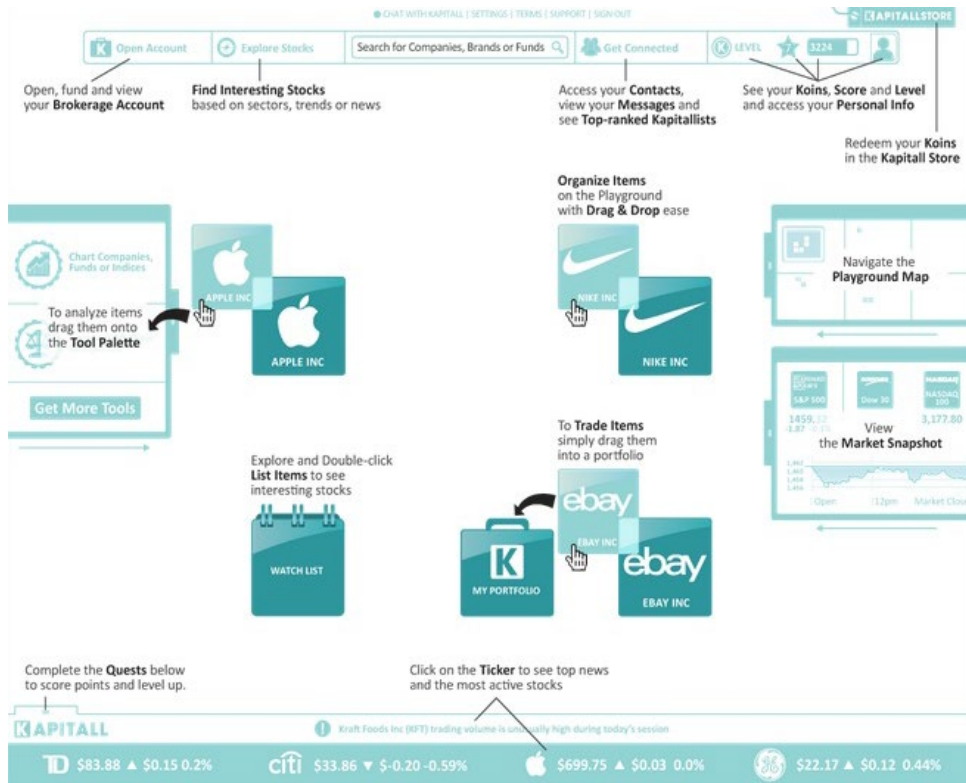 CHAT WITH KAPITALL | SETTINGS | TERMS | SUPPORT | SIGN-OUT
KAPITALLSTORE
Open Account
Explore Stocks
Search for Companies, Brands or Funds
Get Connected
K LEVEL
7
3224
Open, fund and view
your Brokerage Account
Find Interesting Stocks
based on sectors, trends or news
Access your Contacts,
view your Messages and
see Top-ranked Kapitallists
See your Koins, Score and Level
and access your Personal Info
Redeem your Koins
in the Kapitall Store
Organize Items
on the Playground
with Drag & Drop ease
Chart Companies,
Funds or Indices
To analyze items
drag them onto
the Tool Palette
Get More Tools
APPLE INC
APPLE INC
NIKE INC
NIKE INC
Navigate the
Playground Map
S&P 500
Dow 30
NASDAQ
NASDAQ
100
1459.
-1.87
3,177.80
View
the Market Snapshot
Open
12pm
Market
Explore and Double-click
List Items to see
interesting stocks
WATCH LIST
To Trade Items
simply drag them
into a portfolio
ebay
EBAY INC
K
MY PORTFOLIO
ebay
EBAY INC
Complete the Quests below
to score points and level up.
Click on the Ticker to see top news
and the most active stocks
KAPITALL
Kraft Foods Inc (KFT) trading volume is unusually high during today's session
TD $83.88 ▲ $0.15 0.2%
citi $33.86 ▼ $-0.20 -0.59%
$699.75 ▲ $0.03 0.0%
GE $22.17 ▲ $0.12 0.44%